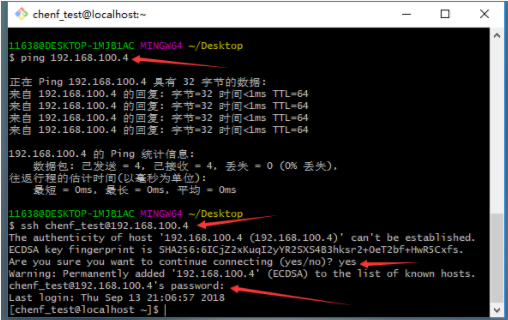 chenf_test@localhost:~
11638@DESKTOP-1MJB1AC MINGW64 ~/Desktop
$ ping 192.168.100.4
正在 Ping 192.168.100.4 具有 32 字节的数据:
来自 192.168.100.4 的回复: 字节=32 时间<1ms TTL=64
来自 192.168.100.4 的回复: 字节=32 时间<1ms TTL=64
来自 192.168.100.4 的回复: 字节=32 时间<1ms TTL=64
来自 192.168.100.4 的回复: 字节=32 时间<1ms TTL=64
192.168.100.4 的 Ping 统计信息:
数据包: 已发送 = 4, 已接收 = 4, 丢失 = 0 (0% 丢失),
往返行程的估计时间(以毫秒为单位):
最短 = 0ms, 最长 = 0ms, 平均 = 0ms
11638@DESKTOP-1MJB1AC MINGW64 ~/Desktop
$ ssh chenf_test@192.168.100.4
The authenticity of host '192.168.100.4 (192.168.100.4)' can't be established.
ECDSA key fingerprint is SHA256:6ICjZ2xKuqI2yYR2SXS4B3hksr2+OeT2bf+HwR5Cxfs.
Are you sure you want to continue connecting (yes/no)? yes
Warning: Permanently added '192.168.100.4' (ECDSA) to the list of known hosts.
chenf_test@192.168.100.4's password:
Last login: Thu Sep 13 21:06:57 2018
[chenf_test@localhost ~]$